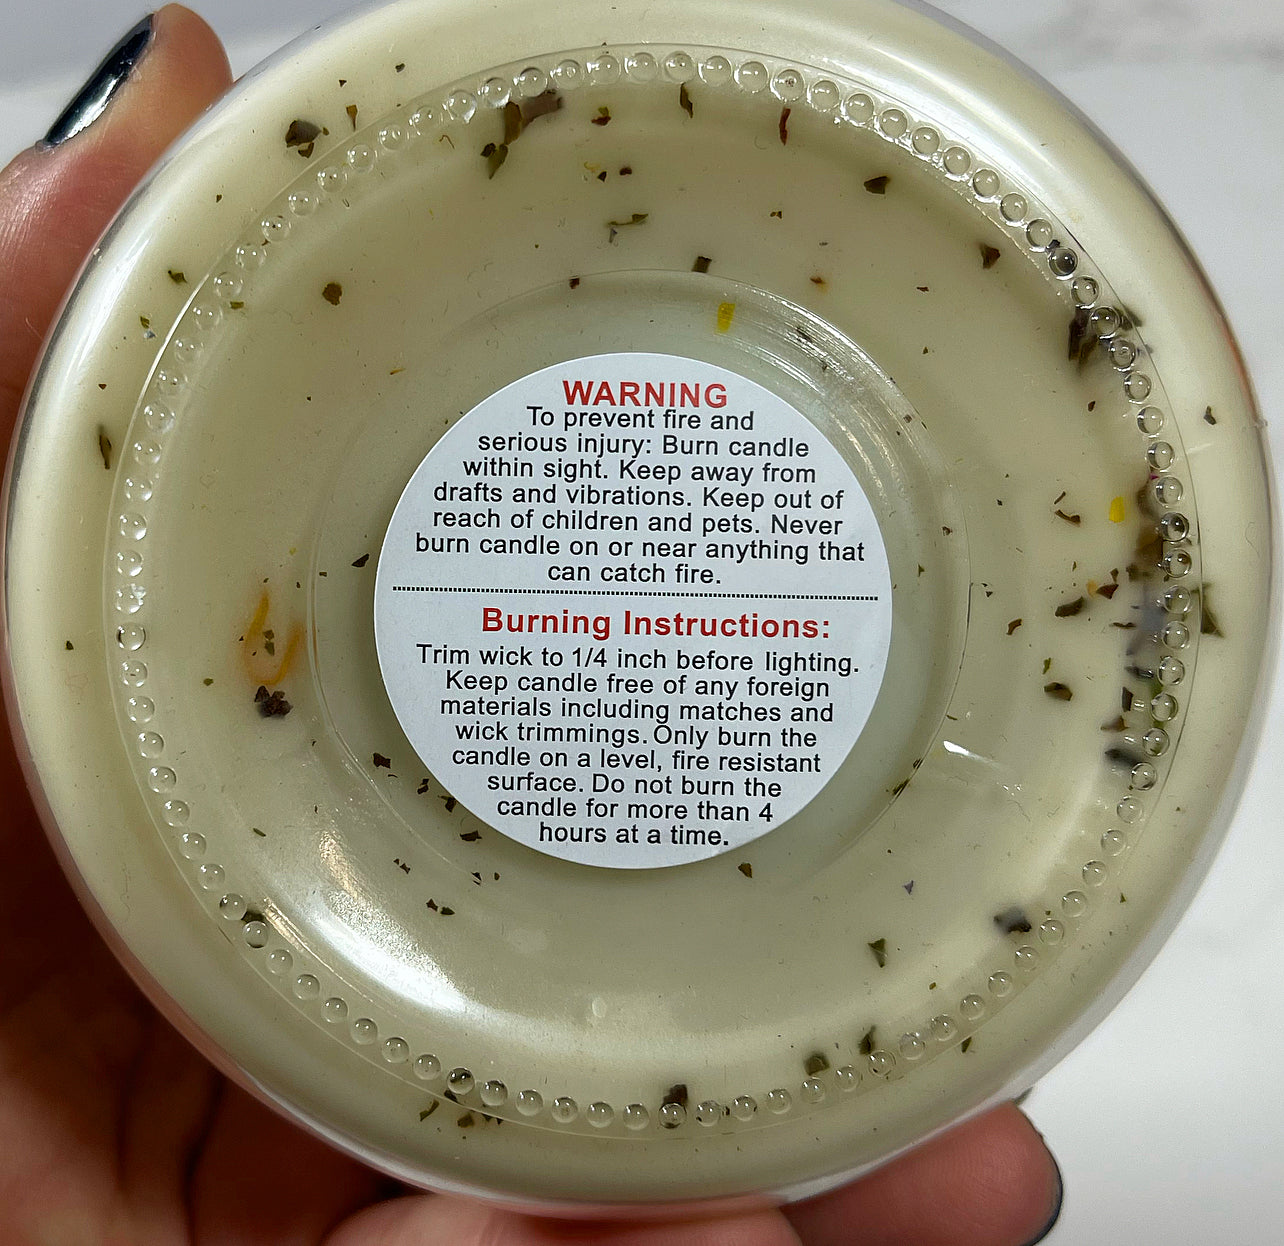 WARNING
To prevent fire and
serious injury: Burn candle
within sight. Keep away from
drafts and vibrations. Keep out of
reach of children and pets. Never
burn candle on or near anything that
can catch fire.
Burning Instructions:
Trim wick to 1/4 inch before lighting.
Keep candle free of any foreign
materials including matches and
wick trimmings. Only burn the
candle on a level, fire resistant
surface. Do not burn the
candle for more than 4
hours at a time.